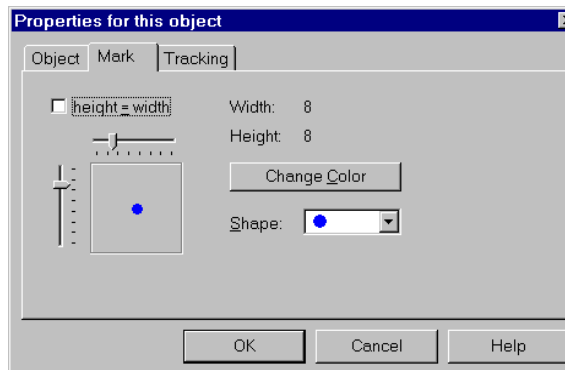 Properties for this object
Object Mark Tracking
height = width
Width: 8
Height: 8
Change Color
Shape:
OK Cancel Help